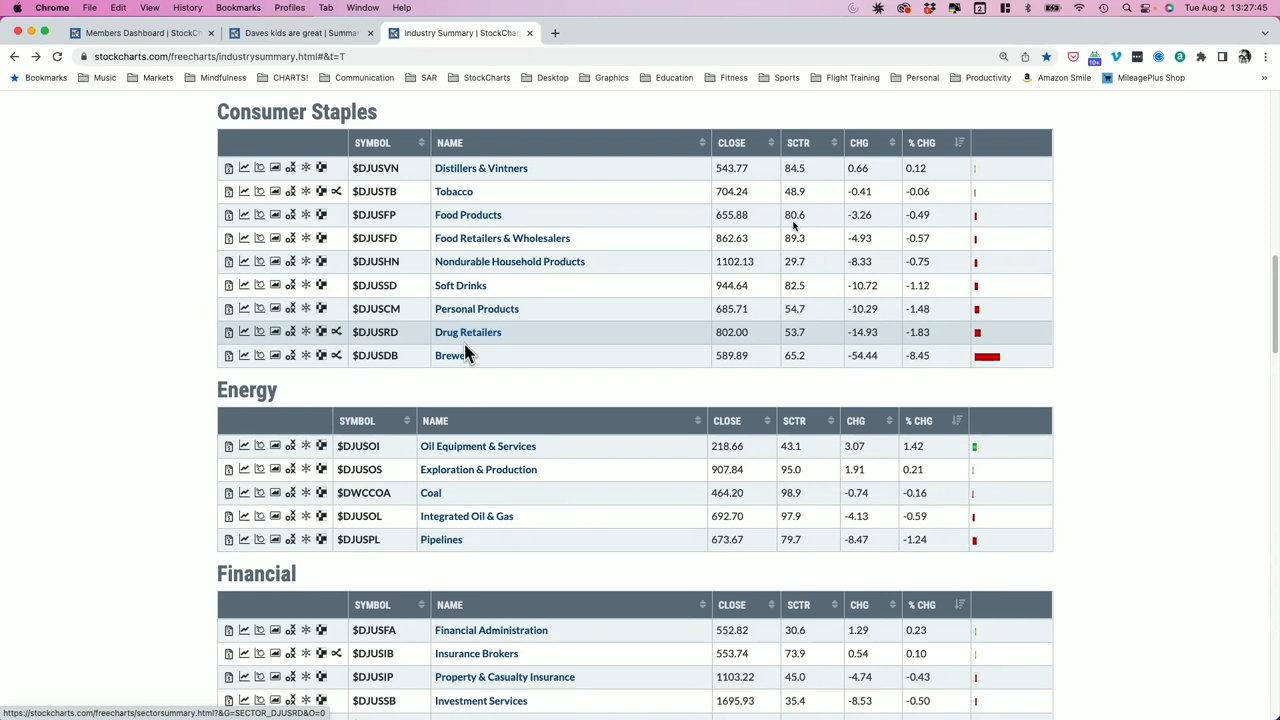 Chrome File Edit View History Bookmarks Profiles Tab Window Help Tue Aug 2 13:27:45
Members Dashboard | StockCh Daves kids are great | Summar Industry Summary | StockChar
stockcharts.com/freecharts/industrysummary.html#&t=T
Bookmarks Music Markets Mindfulness CHARTS! Communication SAR StockCharts Desktop Graphics Education Fitness Sports Flight Training Personal Productivity Amazon Smile MileagePlus Shop »
Consumer Staples
SYMBOL NAME CLOSE SCTR CHG % CHG
$DJUSVN Distillers & Vintners 543.77 84.5 0.66 0.12
$DJUSTB Tobacco 704.24 48.9 -0.41 -0.06
$DJUSFP Food Products 655.88 80.6 -3.26 -0.49
$DJUSFD Food Retailers & Wholesalers 862.63 89.3 -4.93 -0.57
$DJUSHN Nondurable Household Products 1102.13 29.7 -8.33 -0.75
$DJUSSD Soft Drinks 944.64 82.5 -10.72 -1.12
$DJUSCM Personal Products 685.71 54.7 -10.29 -1.48
$DJUSRD Drug Retailers 802.00 53.7 -14.93 -1.83
$DJUSDB Brewe 589.89 65.2 -54.44 -8.45
Energy
SYMBOL NAME CLOSE SCTR CHG % CHG
$DJUSOI Oil Equipment & Services 218.66 43.1 3.07 1.42
$DJUSOS Exploration & Production 907.84 95.0 1.91 0.21
$DWCCOA Coal 464.20 98.9 -0.74 -0.16
$DJUSOL Integrated Oil & Gas 692.70 97.9 -4.13 -0.59
$DJUSPL Pipelines 673.67 79.7 -8.47 -1.24
Financial
SYMBOL NAME CLOSE SCTR CHG % CHG
$DJUSFA Financial Administration 552.82 30.6 1.29 0.23
$DJUSIB Insurance Brokers 553.74 73.9 0.54 0.10
$DJUSIP Property & Casualty Insurance 1103.22 45.0 -4.74 -0.43
$DJUSSB Investment Services 1695.93 35.4 -8.53 -0.50
https://stockcharts.com/freecharts/sectorsummary.html?&G=SECTOR_DJUSRD&O=0